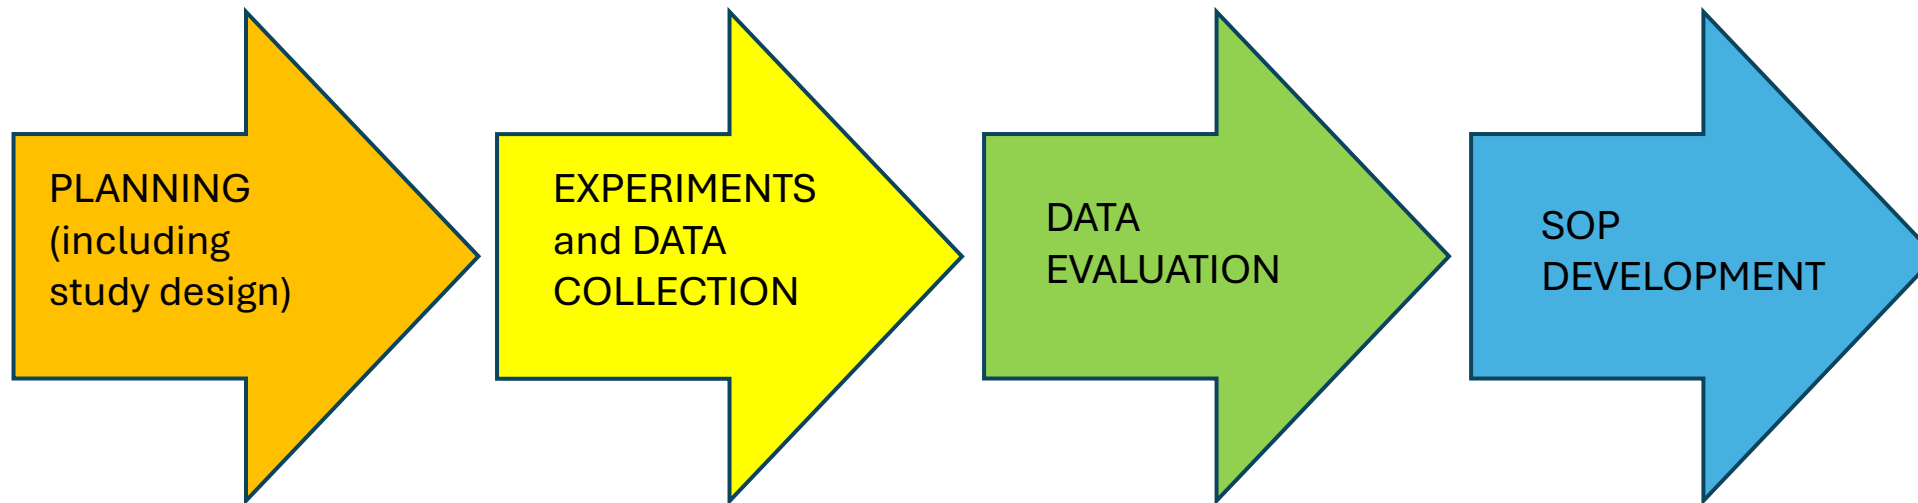 PLANNING
(including
study design)
EXPERIMENTS
and DATA
COLLECTION
DATA
EVALUATION
SOP
DEVELOPMENT